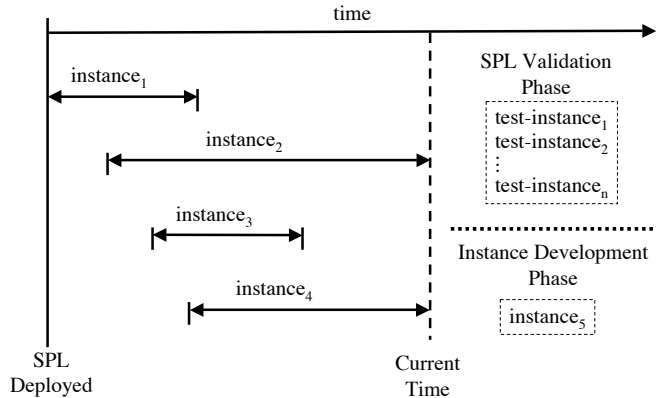 time
instance₁
instance₂
instance₃
instance₄
SPL
Deployed
Current
Time
SPL Validation
Phase
test-instance₁
test-instance₂
⋮
test-instanceₙ
Instance Development
Phase
instance₅